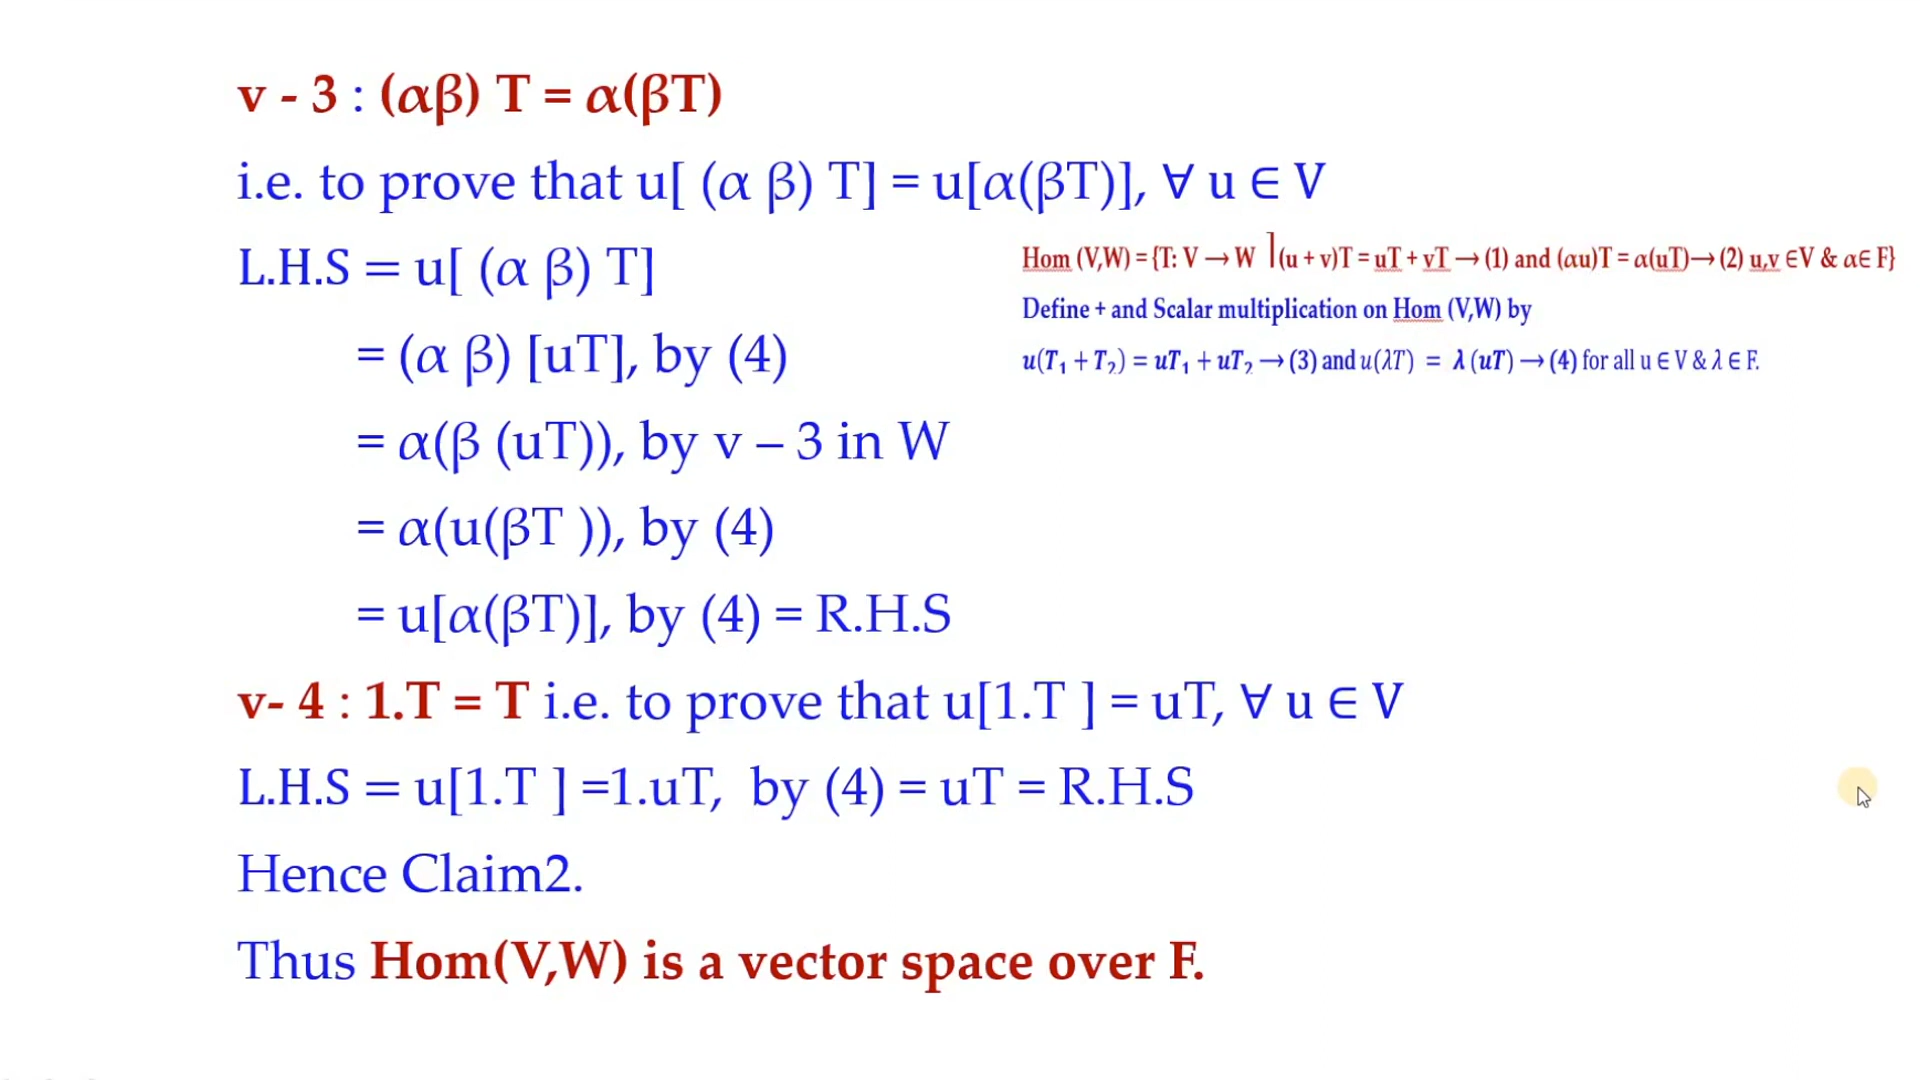 v - 3 : (αβ) T = α(βT)
i.e. to prove that u[ (α β) T] = u[α(βT)], ∀ u ∈ V
L.H.S = u[ (α β) T]
= (α β) [uT], by (4)
= α(β (uT)), by v – 3 in W
= α(u(βT )), by (4)
= u[α(βT)], by (4) = R.H.S
v- 4 : 1.T = T i.e. to prove that u[1.T ] = uT, ∀ u ∈ V
L.H.S = u[1.T ] =1.uT, by (4) = uT = R.H.S
Hence Claim2.
Thus Hom(V,W) is a vector space over F.
Hom (V,W) = {T: V → W | (u + v)T = uT + vT → (1) and (αu)T = α(uT)→ (2) u,v ∈V & α∈ F}
Define + and Scalar multiplication on Hom (V,W) by
u(T₁ + T₂) = uT₁ + uT₂ → (3) and u(λT) = λ (uT) → (4) for all u ∈ V & λ ∈ F.